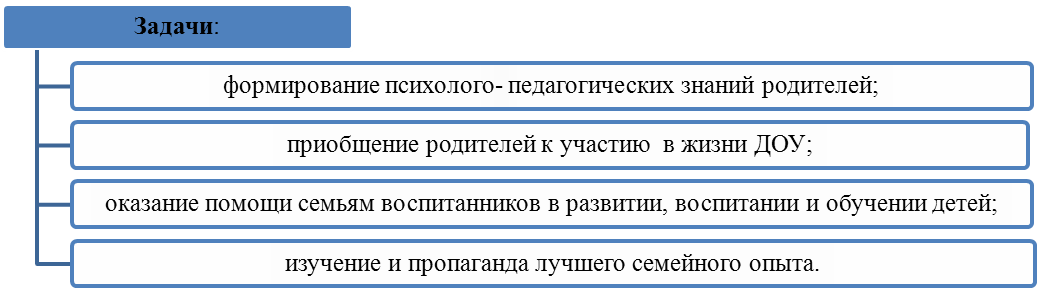 Задачи:
формирование психолого- педагогических знаний родителей;
приобщение родителей к участию  в жизни ДОУ;
оказание помощи семьям воспитанников в развитии, воспитании и обучении детей;
изучение и пропаганда лучшего семейного опыта.